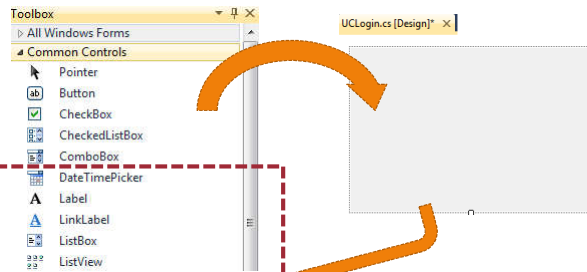 Toolbox
All Windows Forms
Common Controls
Pointer
ab Button
CheckBox
CheckedListBox
ComboBox
DateTimePicker
A Label
A LinkLabel
ListBox
ListView
UCLogin.cs [Design]*